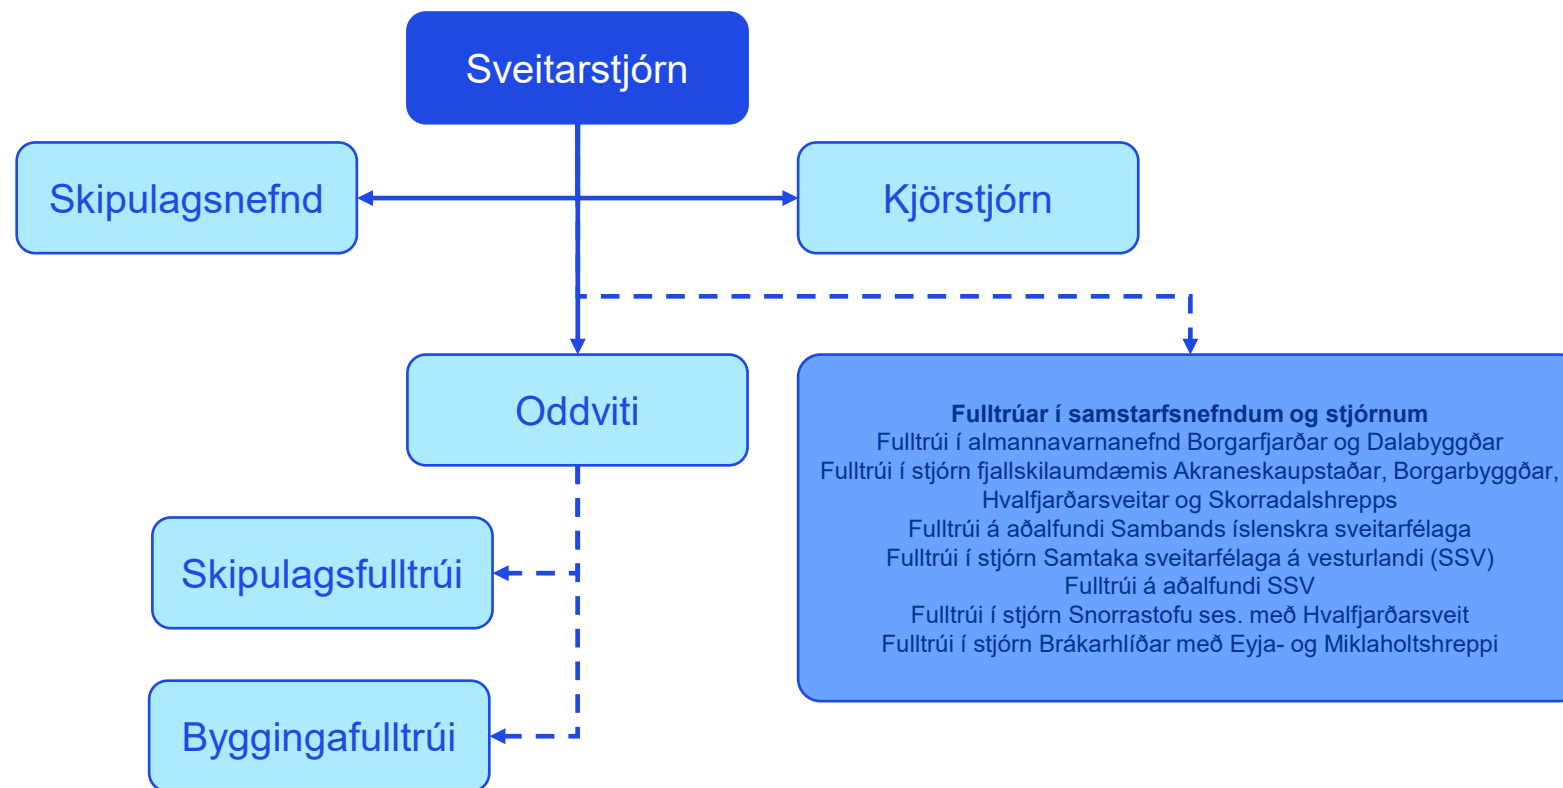 Sveitarstjórn
Skipulagsnefnd
Kjörstjórn
Oddviti
Fulltrúar í samstarfsnefndum og stjórnum
Fulltrúi í almannavarnanefnd Borgarfjarðar og Dalabyggðar
Fulltrúi í stjórn fjallskilaumdæmis Akraneskaupstaðar, Borgarbyggðar,
Hvalfjarðarsveitar og Skorradalshrepps
Fulltrúi á aðalfundi Sambands íslenskra sveitarfélaga
Fulltrúi í stjórn Samtaka sveitarfélaga á vesturlandi (SSV)
Fulltrúi á aðalfundi SSV
Fulltrúi í stjórn Snorrastofu ses. með Hvalfjarðarsveit
Fulltrúi í stjórn Brákarhlíðar með Eyja- og Miklaholtshreppi
Skipulagsfulltrúi
Byggingafulltrúi